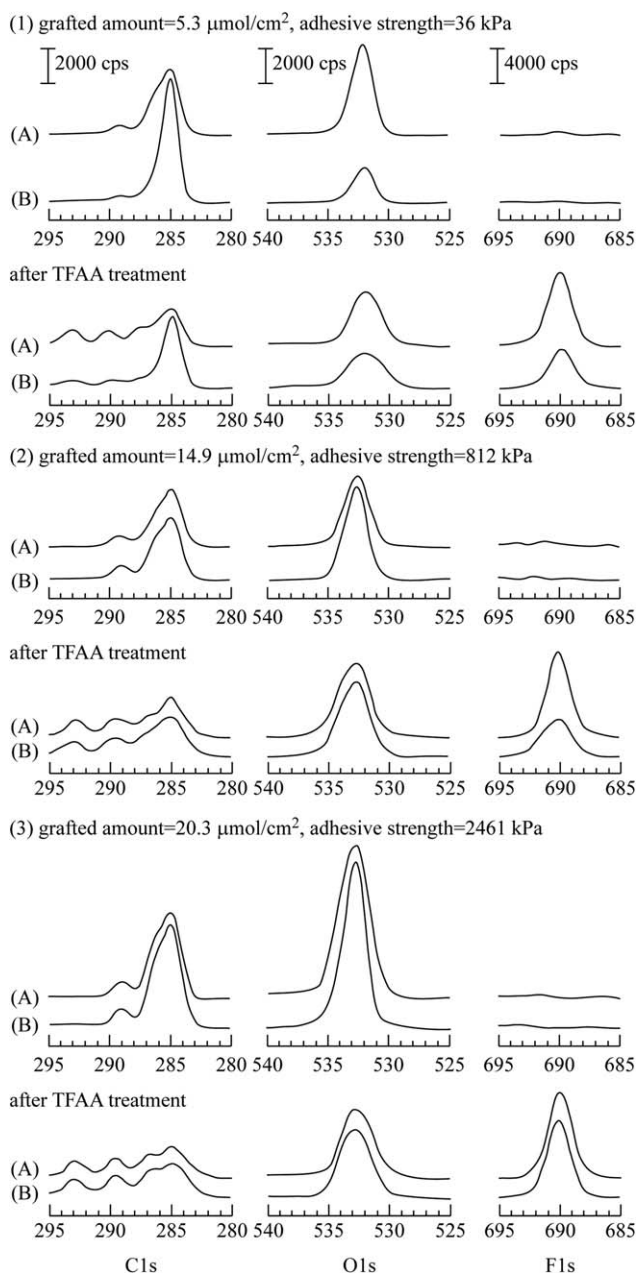 (1) grafted amount=5.3 μmol/cm², adhesive strength=36 kPa
2000 cps 2000 cps 4000 cps
(A)
(B)
295 290 285 280 540 535 530 525 695 690 685
after TFAA treatment
(A)
(B)
295 290 285 280 540 535 530 525 695 690 685
(2) grafted amount=14.9 μmol/cm², adhesive strength=812 kPa
(A)
(B)
295 290 285 280 540 535 530 525 695 690 685
after TFAA treatment
(A)
(B)
295 290 285 280 540 535 530 525 695 690 685
(3) grafted amount=20.3 μmol/cm², adhesive strength=2461 kPa
(A)
(B)
295 290 285 280 540 535 530 525 695 690 685
after TFAA treatment
(A)
(B)
295 290 285 280 540 535 530 525 695 690 685
C1s O1s F1s